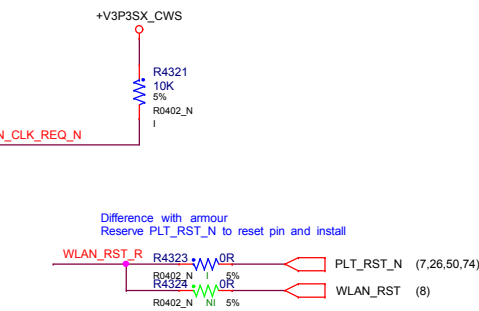 +V3P3SX_CWS
R4321
10K
5%
R0402_N
I
N_CLK_REQ_N
Difference with armour
Reserve PLT_RST_N to reset pin and install
WLAN_RST_R
R4323 0R
PLT_RST_N (7,26,50,74)
R0402_N I 5%
R4324 0R
WLAN_RST (8)
R0402_N NI 5%